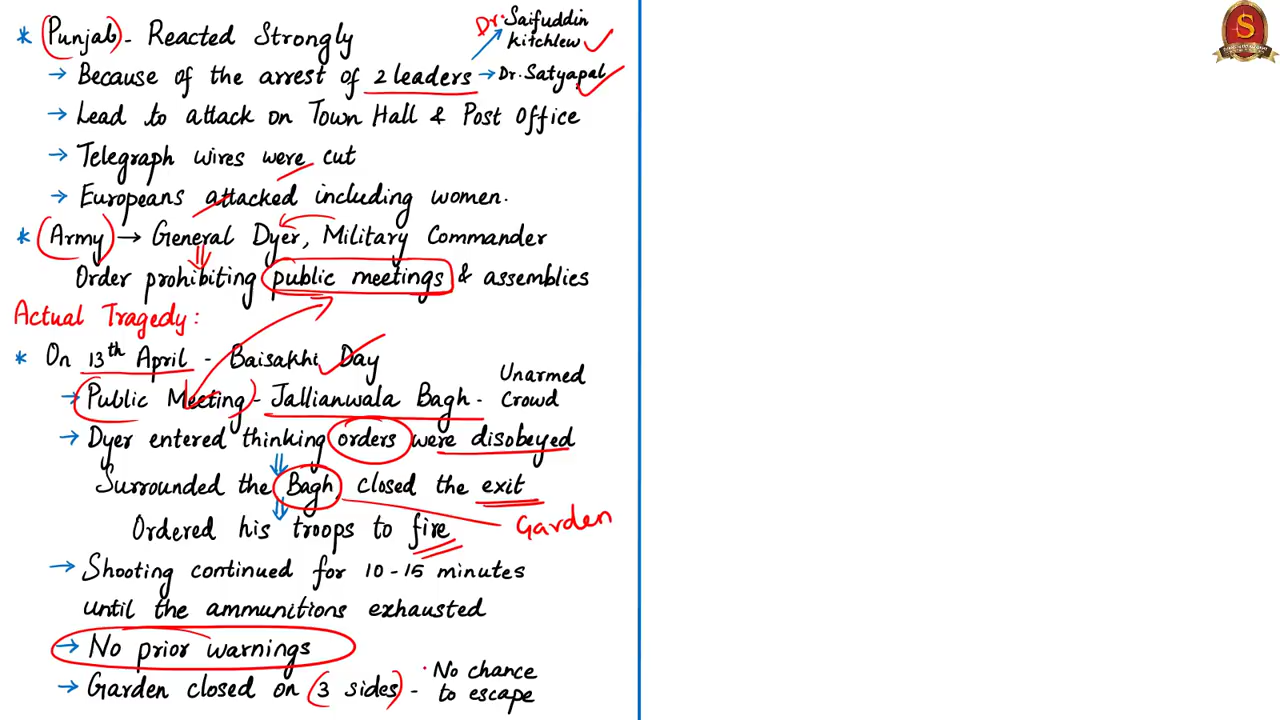 * (Punjab) - Reacted Strongly
Dr. Saifuddin
Kitchlew
→ Because of the arrest of 2 leaders → Dr. Satyapal
→ Lead to attack on Town Hall & Post Office
→ Telegraph wires were cut
→ Europeans attacked including women.
* (Army) → General Dyer, Military Commander
Order prohibiting public meetings & assemblies
Actual Tragedy:
* On 13th April - Baisakhi Day
→ Public Meeting - Jallianwala Bagh - Unarmed
Crowd
→ Dyer entered thinking orders were disobeyed
Surrounded the Bagh, closed the exit
Garden
Ordered his troops to fire
→ Shooting continued for 10-15 minutes
until the ammunitions exhausted
→ No prior warnings
→ Garden closed on (3 sides) - No chance
to escape
S